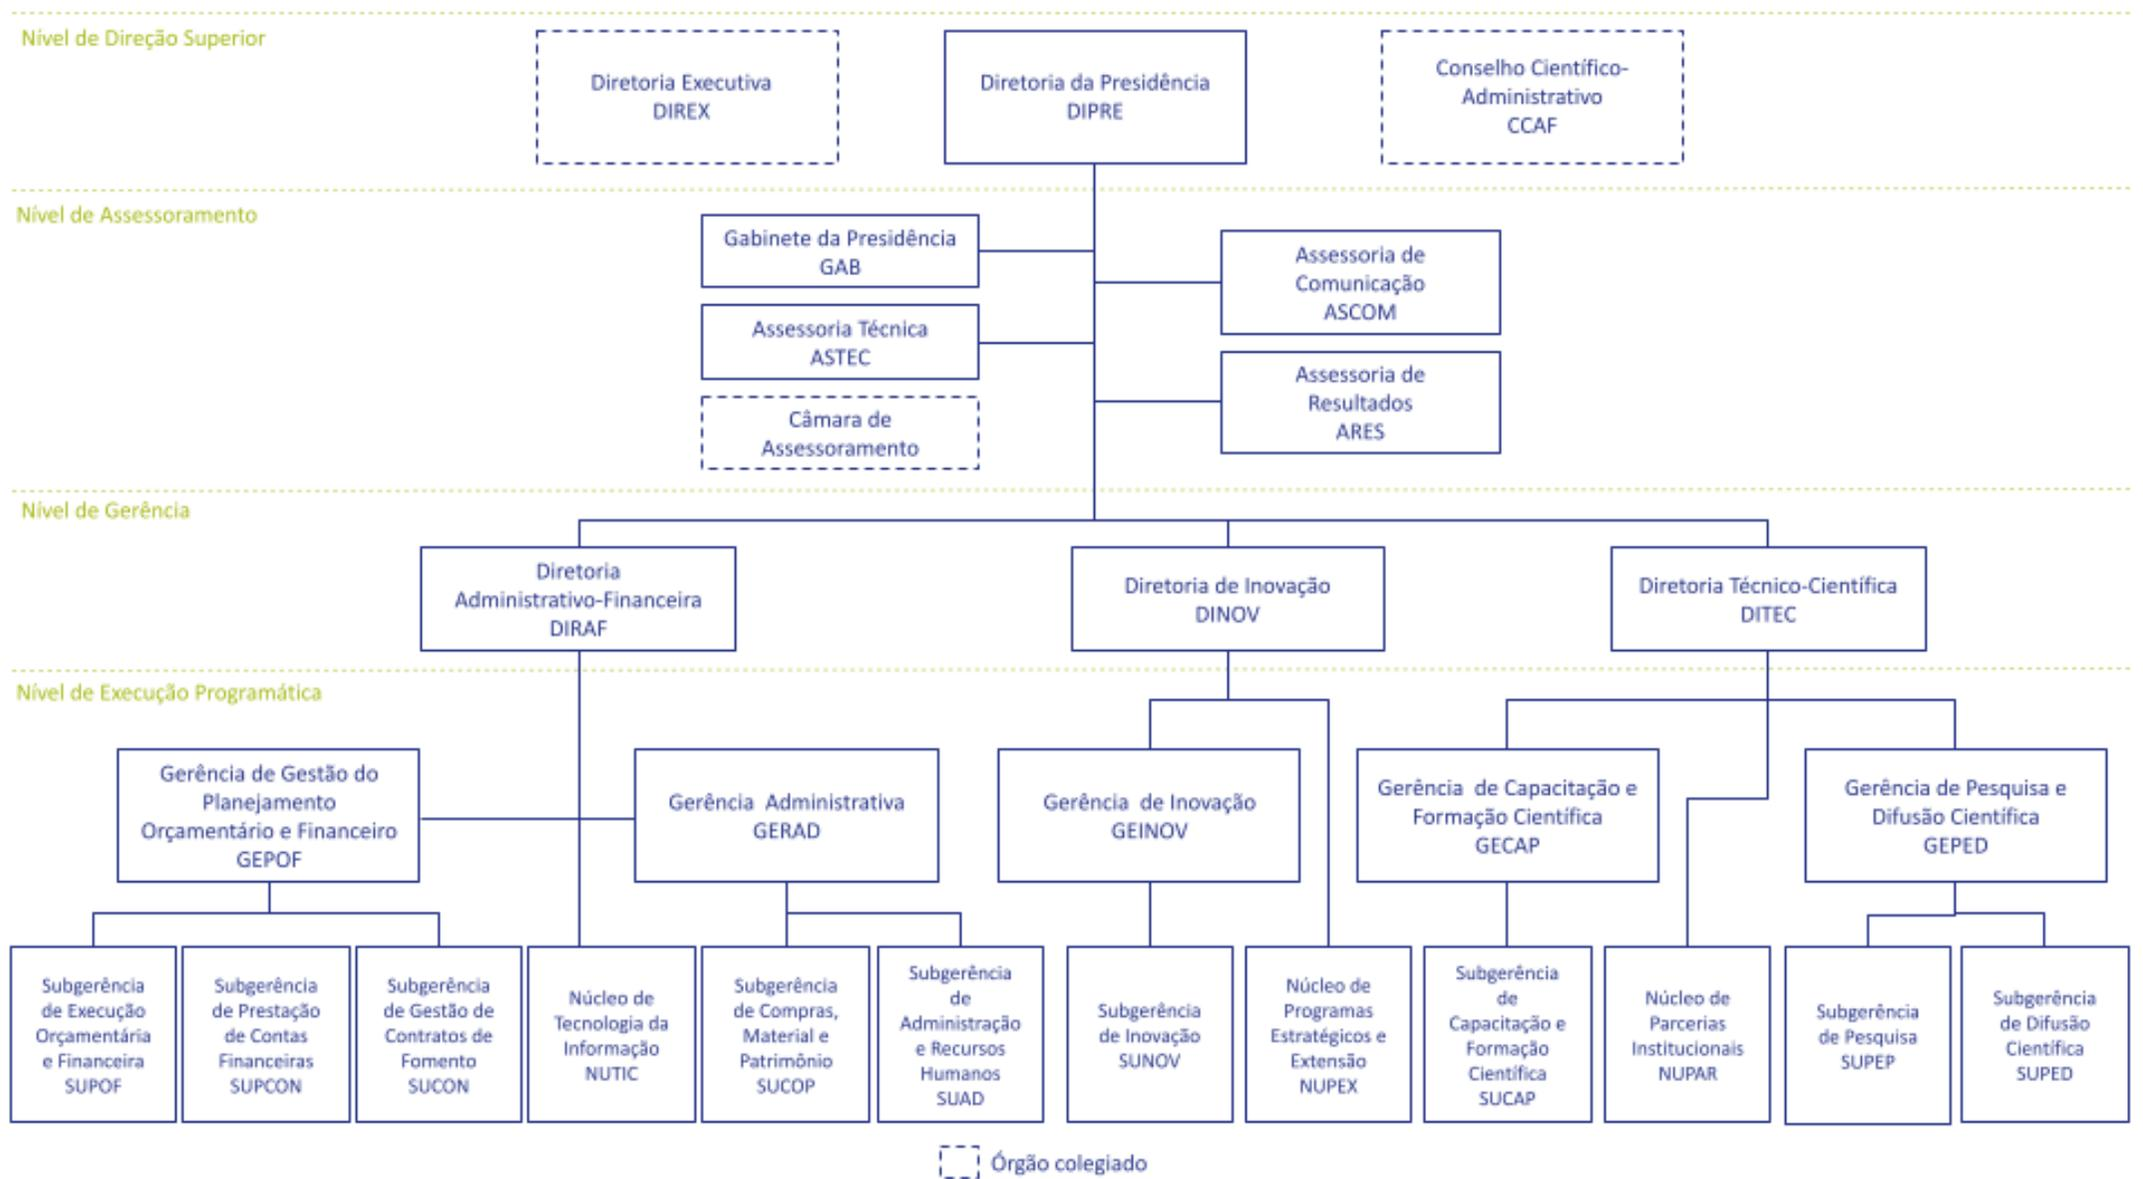 Nível de Direção Superior
Diretoria Executiva
DIREX
Diretoria da Presidência
DIPRE
Conselho Científico-
Administrativo
CCAF
Nível de Assessoramento
Gabinete da Presidência
GAB
Assessoria de
Comunicação
ASCOM
Assessoria Técnica
ASTEC
Assessoria de
Resultados
ARES
Câmara de
Assessoramento
Nível de Gerência
Diretoria
Administrativo-Financeira
DIRAF
Diretoria de Inovação
DINOV
Diretoria Técnico-Científica
DITEC
Nível de Execução Programática
Gerência de Gestão do
Planejamento
Orçamentário e Financeiro
GEPOF
Gerência Administrativa
GERAD
Gerência de Inovação
GEINOV
Gerência de Capacitação e
Formação Científica
GECAP
Gerência de Pesquisa e
Difusão Científica
GEPED
Subgerência
de Execução
Orçamentária
e Financeira
SUPOF
Subgerência
de Prestação
de Contas
Financeiras
SUPCON
Subgerência
de Gestão de
Contratos de
Fomento
SUCON
Núcleo de
Tecnologia da
Informação
NUTIC
Subgerência
de Compras,
Material e
Patrimônio
SUCOP
Subgerência
de
Administração
e Recursos
Humanos
SUAD
Subgerência
de Inovação
SUNOV
Núcleo de
Programas
Estratégicos e
Extensão
NUPEX
Subgerência
de
Capacitação e
Formação
Científica
SUCAP
Núcleo de
Parcerias
Institucionais
NUPAR
Subgerência
de Pesquisa
SUPEP
Subgerência
de Difusão
Científica
SUPED
Órgão colegiado